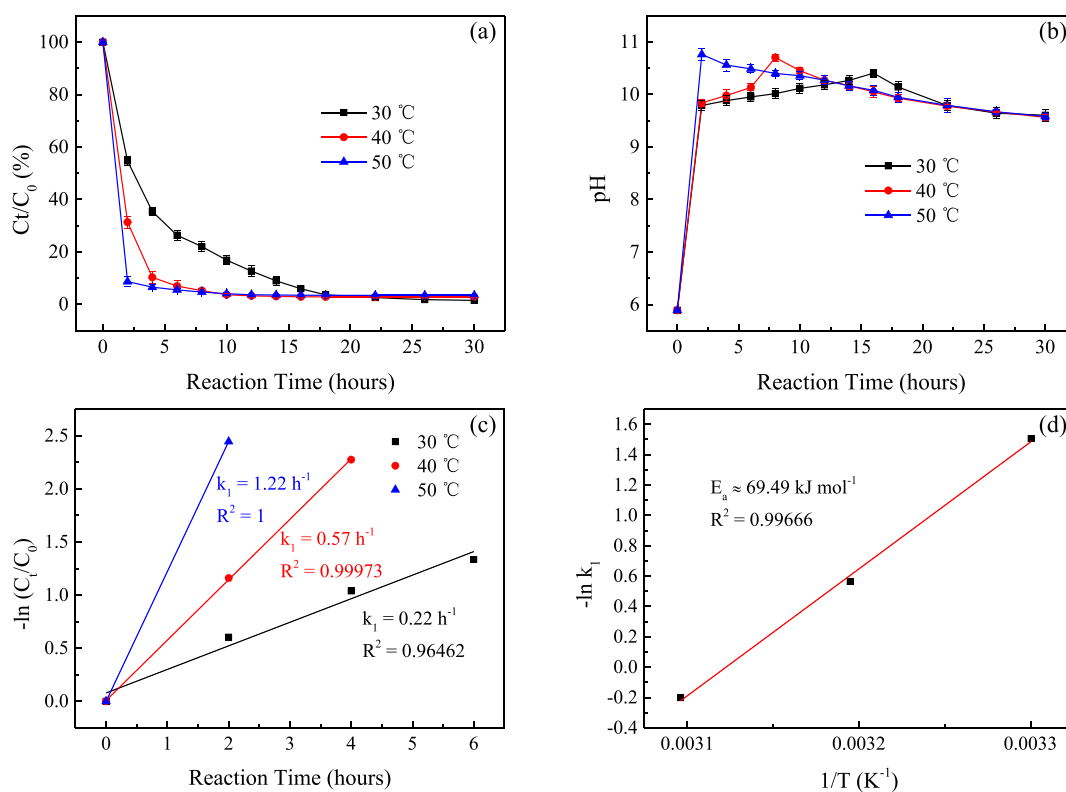 (a)
100
80
60
40
20
0
Ct/C₀ (%)
30 ℃
40 ℃
50 ℃
0 5 10 15 20 25 30
Reaction Time (hours)
(b)
11
10
9
8
7
6
pH
30 ℃
40 ℃
50 ℃
0 5 10 15 20 25 30
Reaction Time (hours)
(c)
2.5
2.0
1.5
1.0
0.5
0.0
-ln (Cₜ/C₀)
30 ℃
40 ℃
50 ℃
k₁ = 1.22 h⁻¹
R² = 1
k₁ = 0.57 h⁻¹
R² = 0.99973
k₁ = 0.22 h⁻¹
R² = 0.96462
0 1 2 3 4 5 6
Reaction Time (hours)
(d)
1.6
1.4
1.2
1.0
0.8
0.6
0.4
0.2
0.0
-0.2
-0.4
-ln k₁
Eₐ ≈ 69.49 kJ mol⁻¹
R² = 0.99666
0.0031 0.0032 0.0033
1/T (K⁻¹)